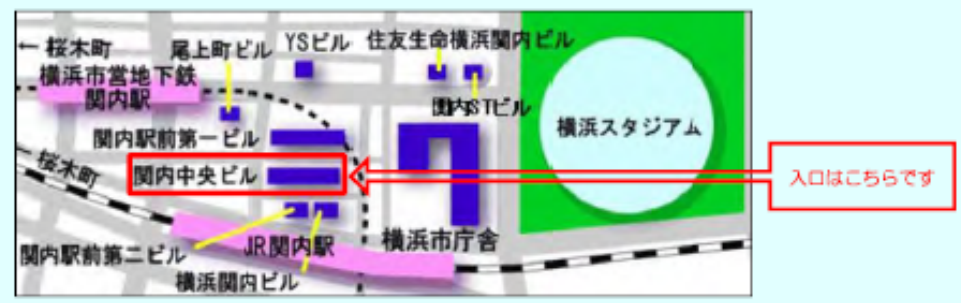 ← 桜木町
尾上町ビル
YSビル
住友生命横浜関内ビル
横浜市営地下鉄
関内駅
関内STビル
横浜スタジアム
関内駅前第一ビル
← 桜木町
関内中央ビル
入口はこちらです
関内駅前第二ビル
JR関内駅
横浜市庁舎
横浜関内ビル